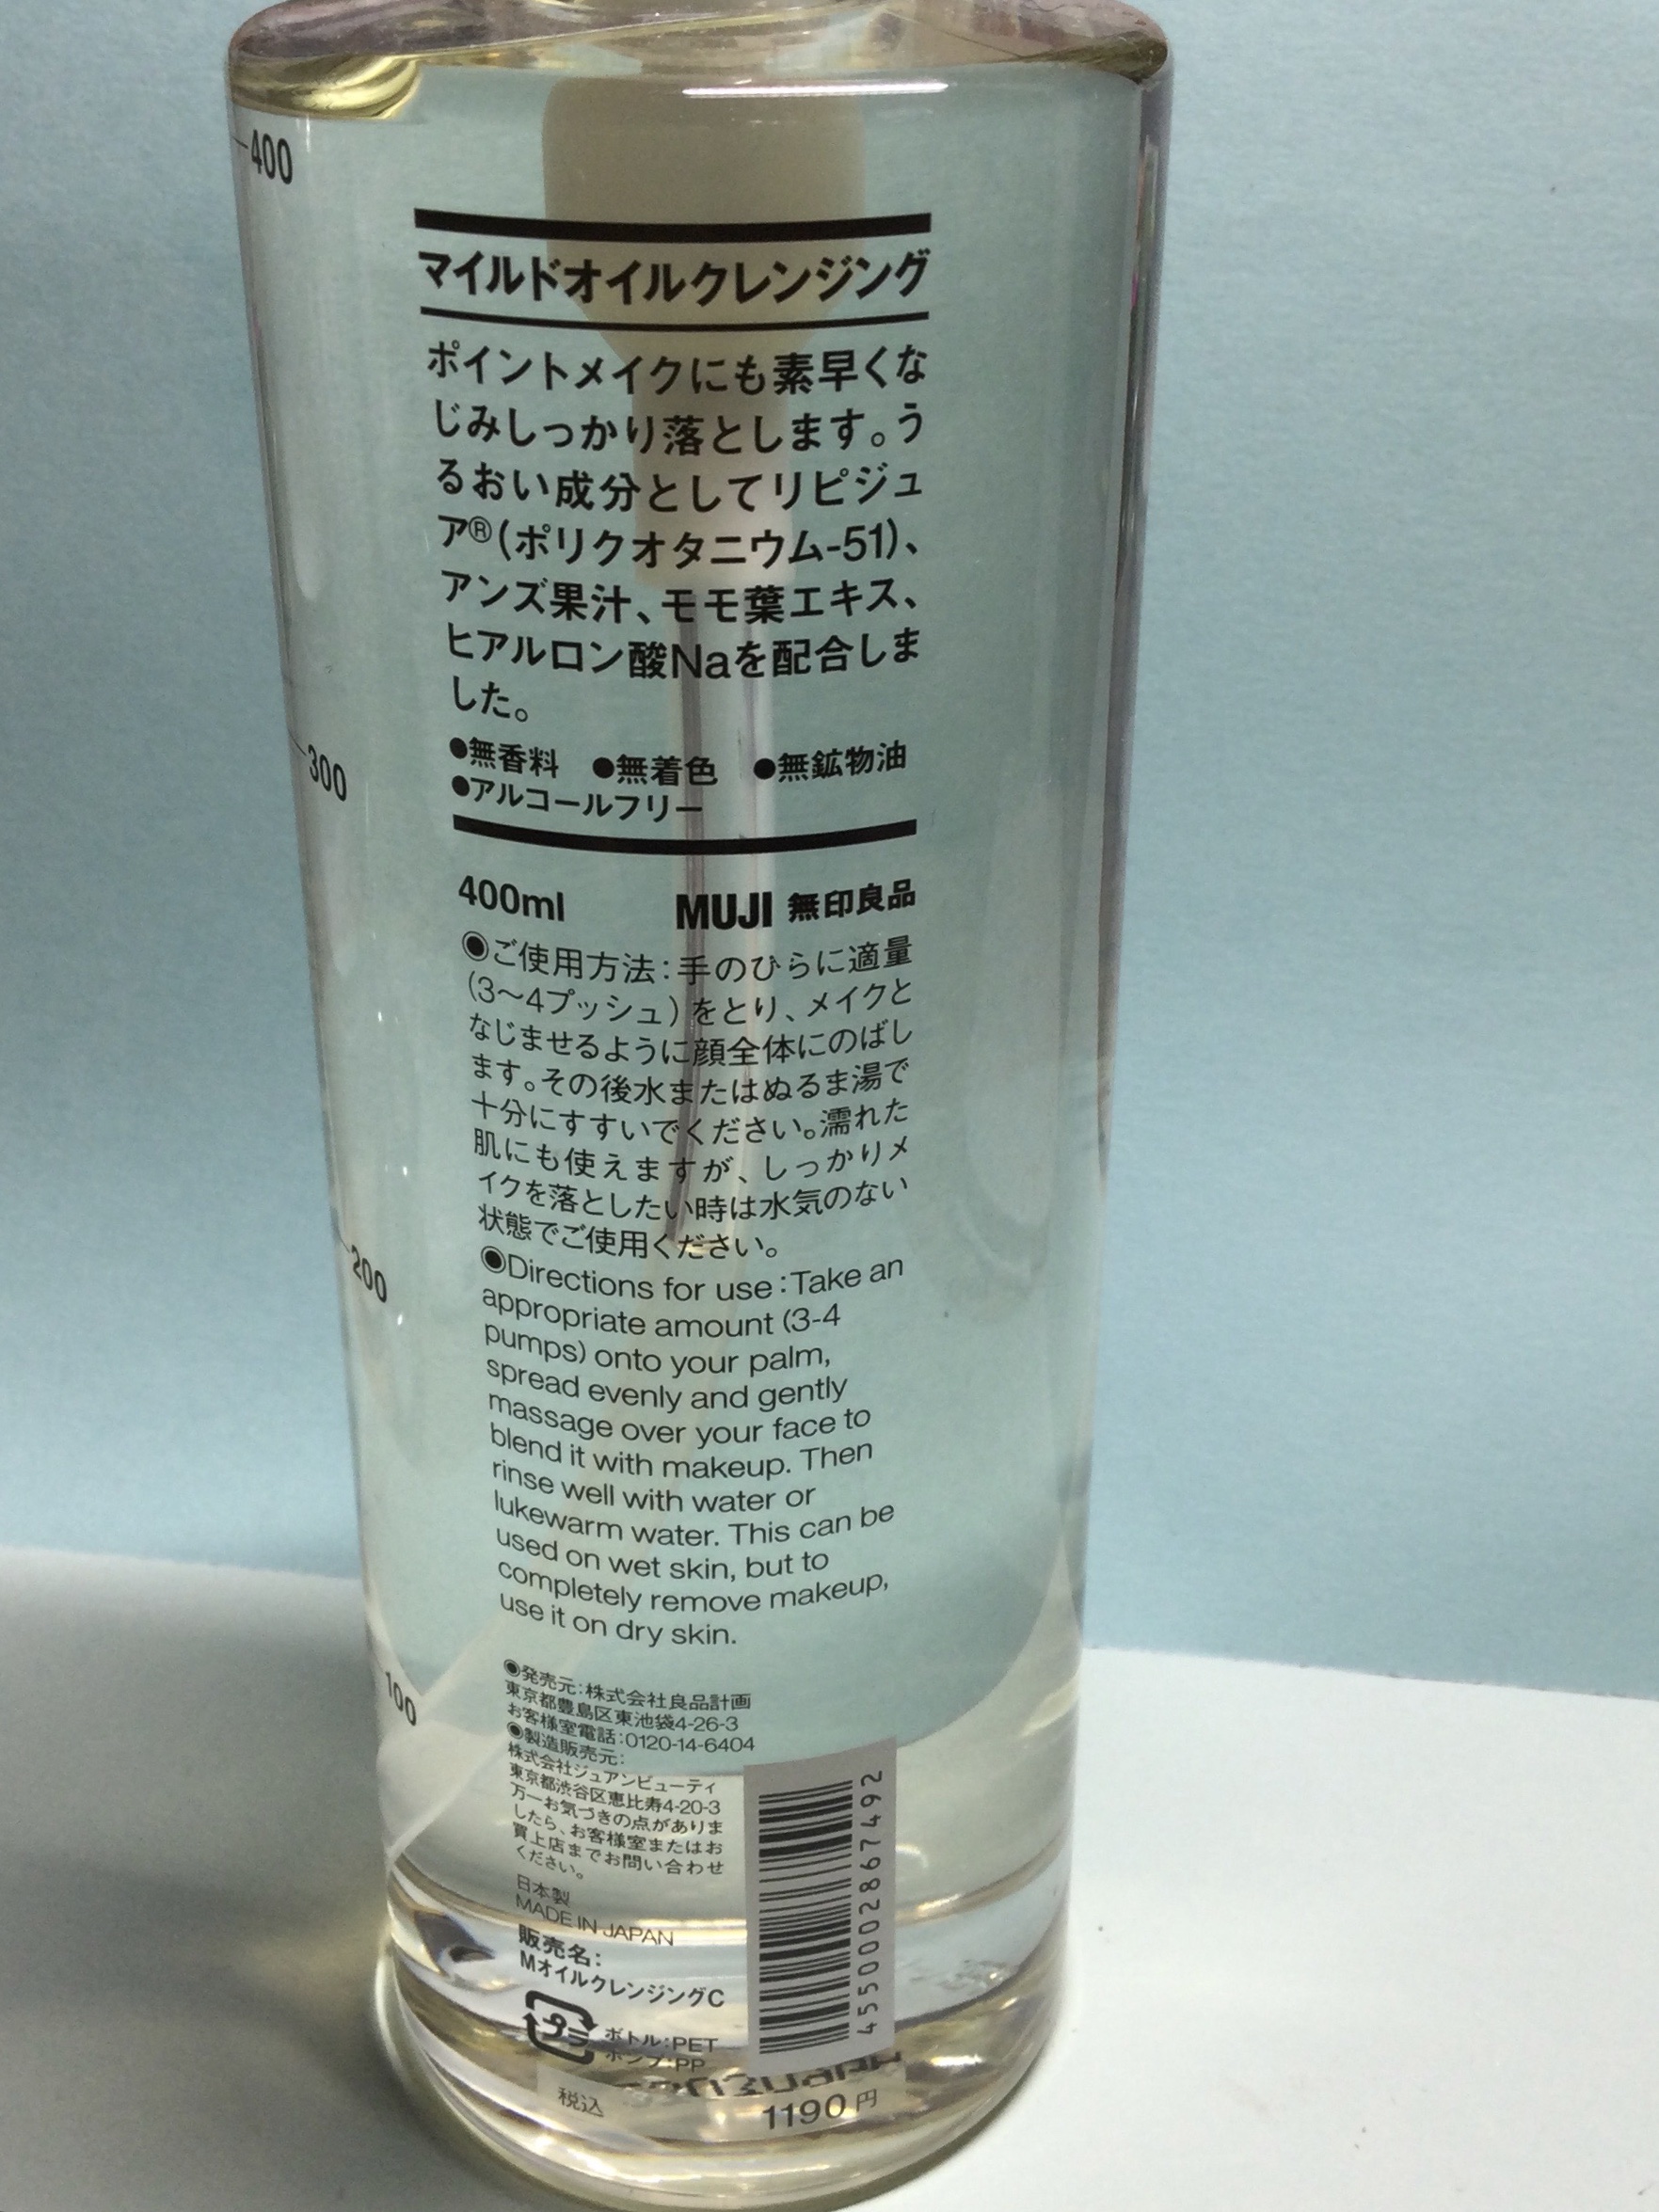 400
マイルドオイルクレンジング
ポイントメイクにも素早くな
じみしっかり落とします。う
るおい成分としてリピジュ
ア®(ポリクオタニウム-51)、
アンズ果汁、モモ葉エキス、
ヒアルロン酸Naを配合しま
した。
●無香料 ●無着色 ●無鉱物油
●アルコールフリー
300
400ml MUJI 無印良品
◉ご使用方法:手のひらに適量
(3〜4プッシュ)をとり、メイクと
なじませるように顔全体にのばし
ます。その後水またはぬるま湯で
十分にすすいでください。濡れた
肌にも使えますが、しっかりメ
イクを落としたい時は水気のない
状態でご使用ください。
200
◉Directions for use:Take an
appropriate amount (3-4
pumps) onto your palm,
spread evenly and gently
massage over your face to
blend it with makeup. Then
rinse well with water or
lukewarm water. This can be
used on wet skin, but to
completely remove makeup,
use it on dry skin.
100
◉発売元:株式会社良品計画
東京都豊島区東池袋4-26-3
お客様室電話:0120-14-6404
◉製造販売元:
株式会社ジュアンビューティ
東京都渋谷区恵比寿4-20-3
万一お気づきの点がありま
したら、お客様室またはお
買上店までお問い合わせ
ください。
日本製
MADE IN JAPAN
販売名:
MオイルクレンジングC
プラ
ボトル:PET
ポンプ:PP
4550002867492
税込 1190円